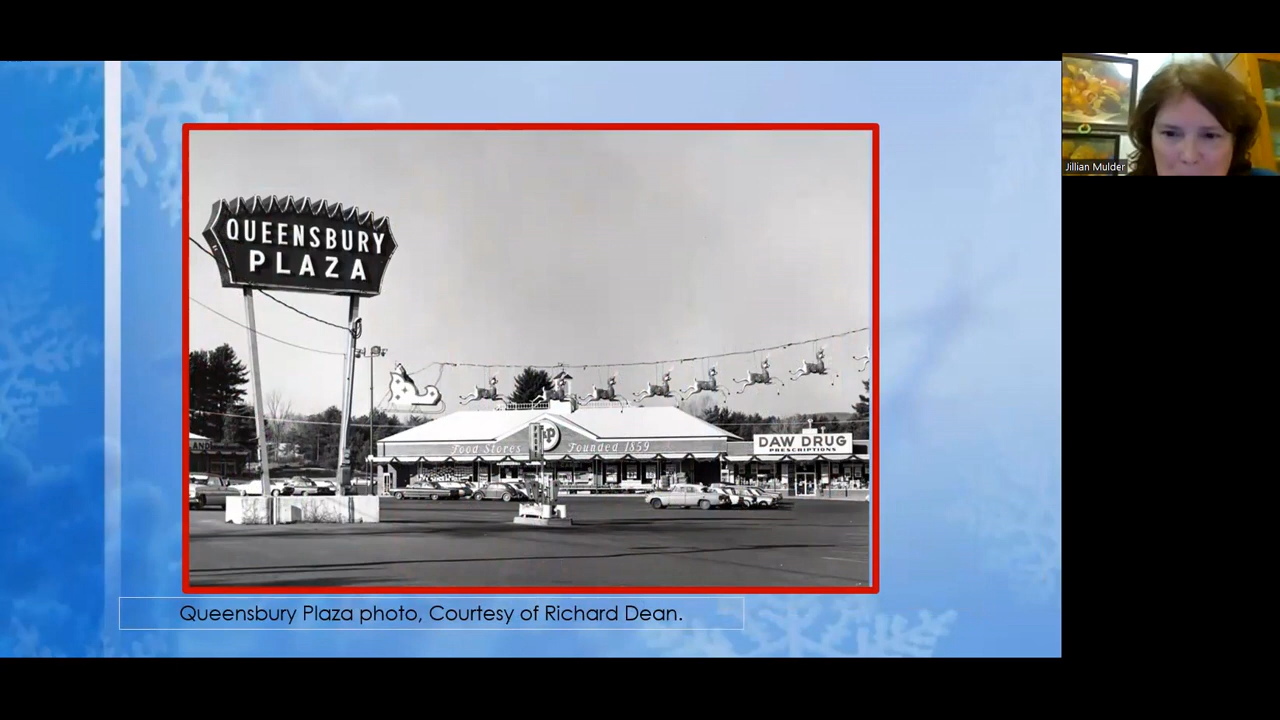 QUEENSBURY
PLAZA
Food Stores
Founded 1859
DAW DRUG
PRESCRIPTIONS
Queensbury Plaza photo, Courtesy of Richard Dean.
Jillian Mulder